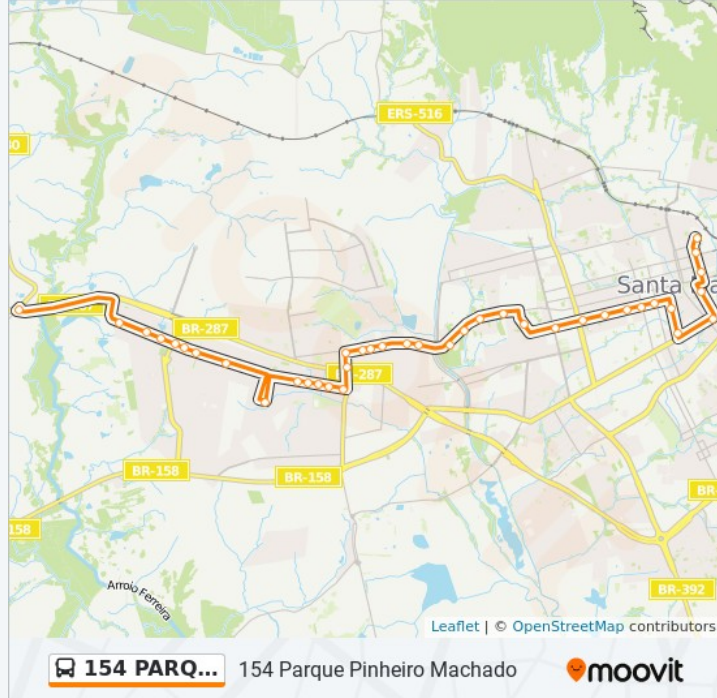 ERS-516
Santa
BR-287
BR-287
BR-158
BR-158
158
BR-392
Arroio Ferreira
Leaflet | © OpenStreetMap contributors
154 PARQ... 154 Parque Pinheiro Machado moovit